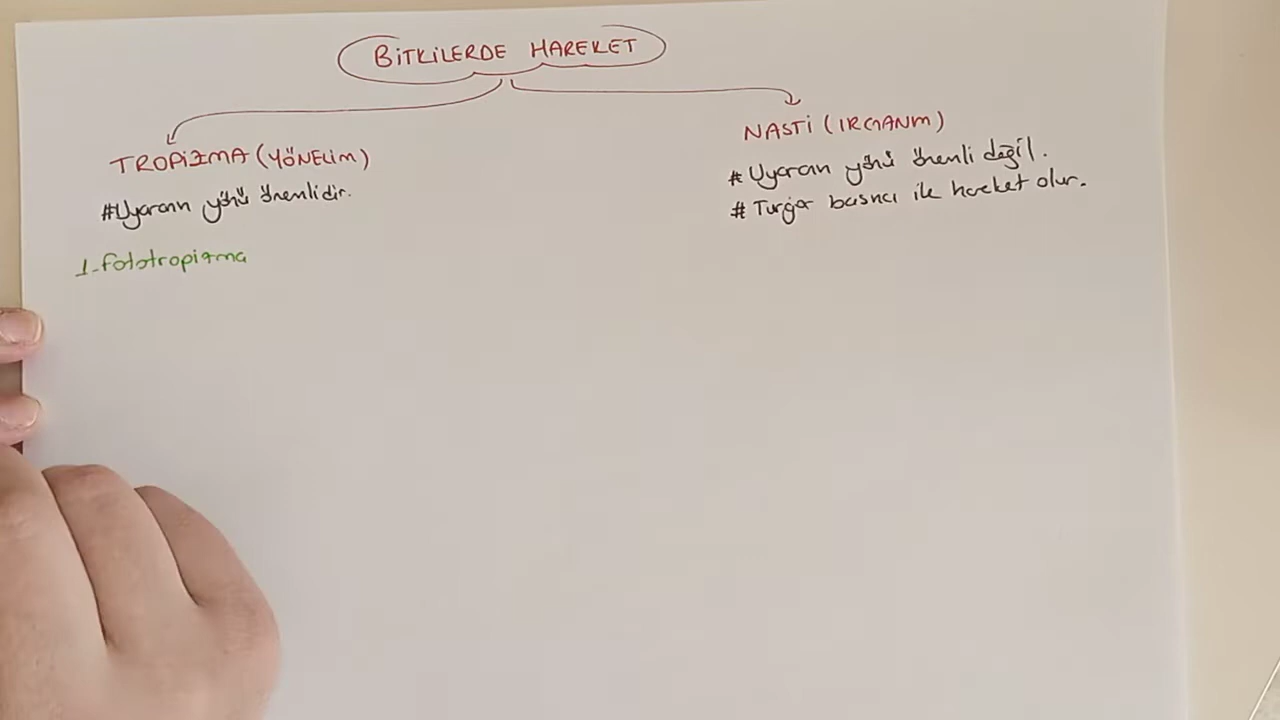 BİTKİLERDE HAREKET
TROPİZMA (YÖNELİM)
#Uyaran yönü önemlidir.
1-fototropizma
NASTİ (IRGANIM)
# Uyaran yönü önemli değil.
# Turgor basıncı ile hareket olur.